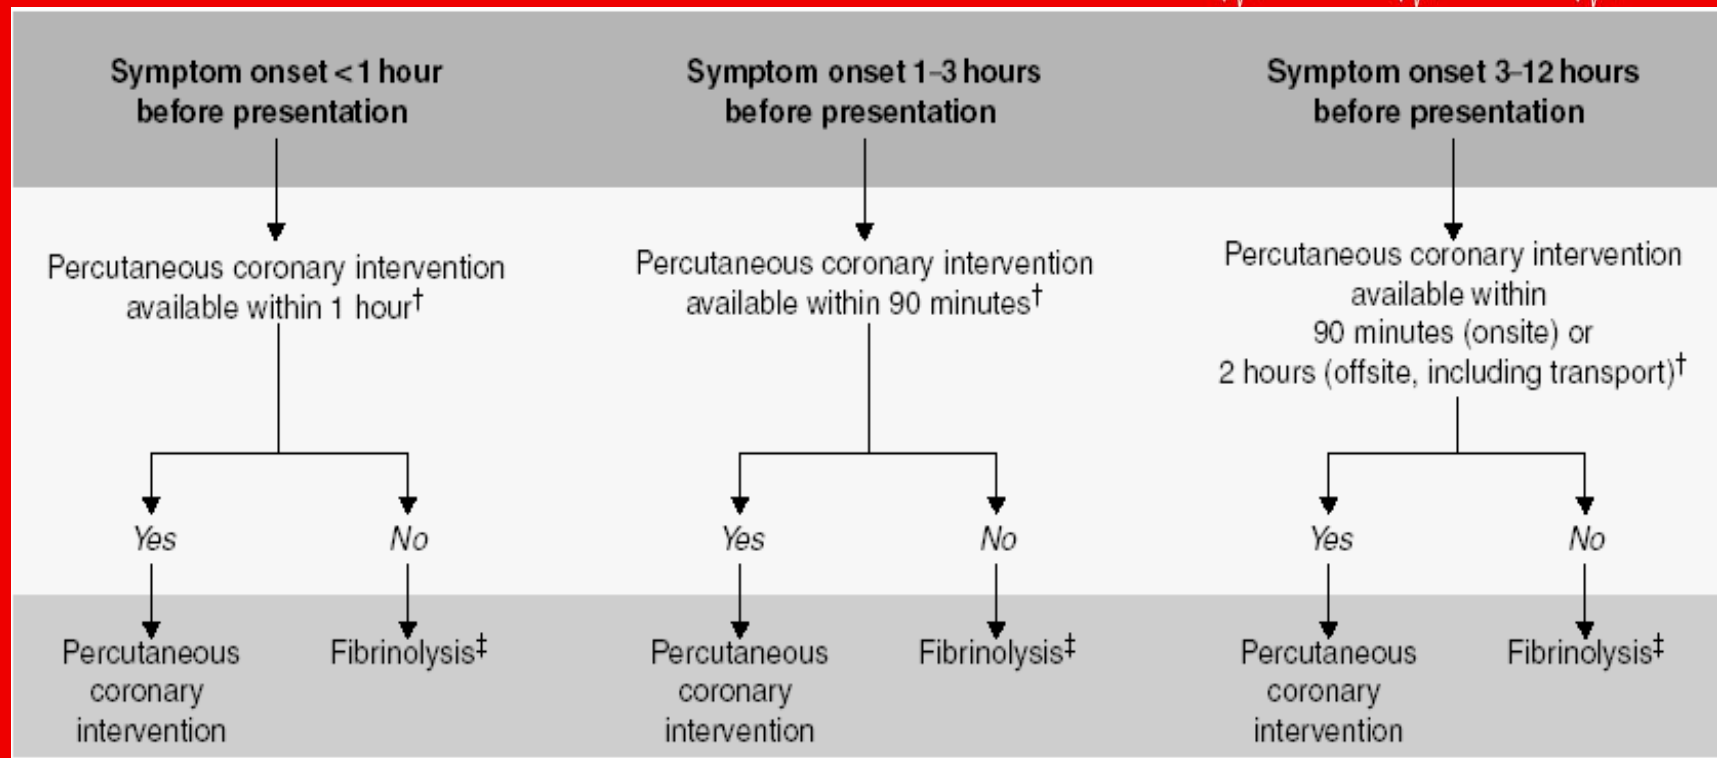 Symptom onset < 1 hour
before presentation
Symptom onset 1–3 hours
before presentation
Symptom onset 3–12 hours
before presentation
Percutaneous coronary intervention
available within 1 hour†
Percutaneous coronary intervention
available within 90 minutes†
Percutaneous coronary intervention
available within
90 minutes (onsite) or
2 hours (offsite, including transport)†
Yes
No
Yes
No
Yes
No
Percutaneous
coronary
intervention
Fibrinolysis‡
Percutaneous
coronary
intervention
Fibrinolysis‡
Percutaneous
coronary
intervention
Fibrinolysis‡